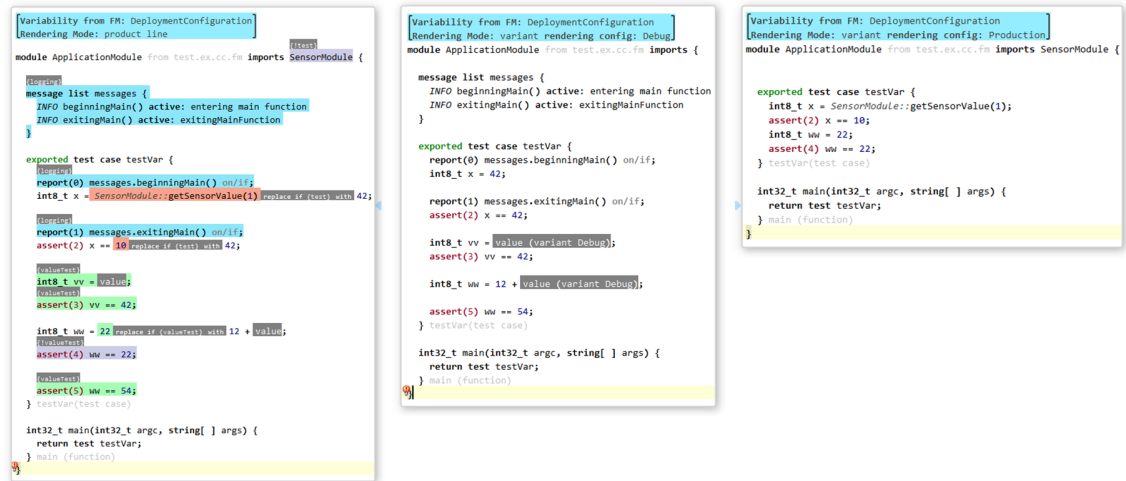 Variability from FM: DeploymentConfiguration
Rendering Mode: product line
{!test}
module ApplicationModule from test.ex.cc.fm imports SensorModule {
{logging}
message list messages {
INFO beginningMain() active: entering main function
INFO exitingMain() active: exitingMainFunction
}
exported test case testVar {
{logging}
report(0) messages.beginningMain() on/if;
int8_t x = SensorModule::getSensorValue(1) replace if {test} with 42;
{logging}
report(1) messages.exitingMain() on/if;
assert(2) x == 10 replace if {test} with 42;
{valueTest}
int8_t vv = value;
{valueTest}
assert(3) vv == 42;
int8_t ww = 22 replace if {valueTest} with 12 + value;
{!valueTest}
assert(4) ww == 22;
{valueTest}
assert(5) ww == 54;
} testVar(test case)
int32_t main(int32_t argc, string[ ] args) {
return test testVar;
} main (function)
}
Variability from FM: DeploymentConfiguration
Rendering Mode: variant rendering config: Debug
module ApplicationModule from test.ex.cc.fm imports {
message list messages {
INFO beginningMain() active: entering main function
INFO exitingMain() active: exitingMainFunction
}
exported test case testVar {
report(0) messages.beginningMain() on/if;
int8_t x = 42;
report(1) messages.exitingMain() on/if;
assert(2) x == 42;
int8_t vv = value (variant Debug);
assert(3) vv == 42;
int8_t ww = 12 + value (variant Debug);
assert(5) ww == 54;
} testVar(test case)
int32_t main(int32_t argc, string[ ] args) {
return test testVar;
} main (function)
}
Variability from FM: DeploymentConfiguration
Rendering Mode: variant rendering config: Production
module ApplicationModule from test.ex.cc.fm imports SensorModule {
exported test case testVar {
int8_t x = SensorModule::getSensorValue(1);
assert(2) x == 10;
int8_t ww = 22;
assert(4) ww == 22;
} testVar(test case)
int32_t main(int32_t argc, string[ ] args) {
return test testVar;
} main (function)
}